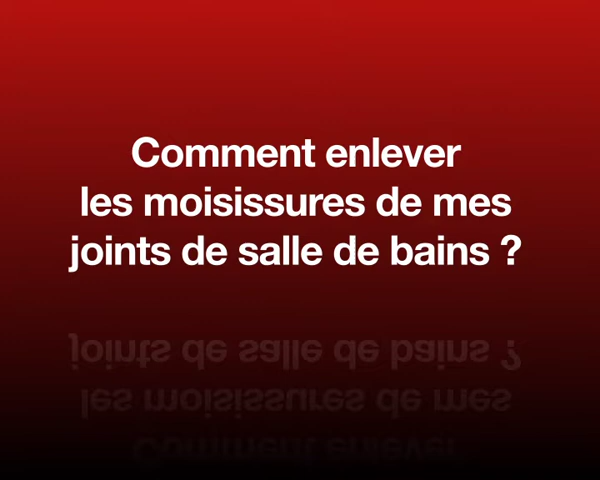 Comment enlever
les moisissures de mes
joints de salle de bains ?